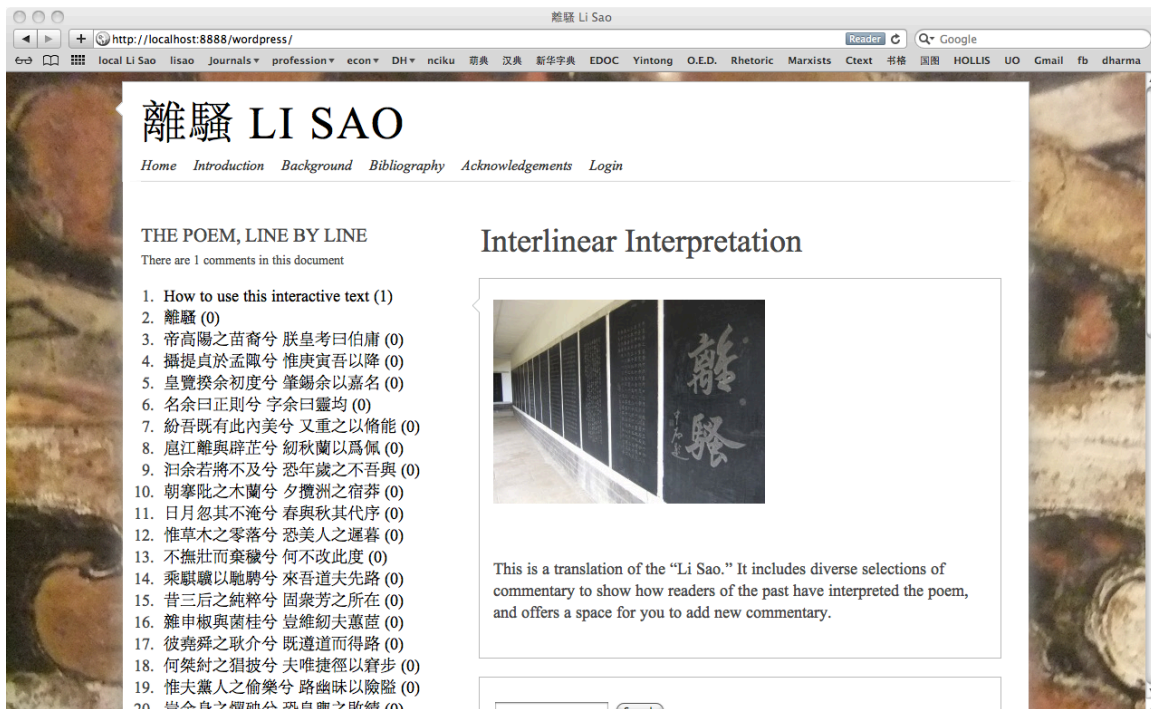 離騷 Li Sao
http://localhost:8888/wordpress/
Reader
Google
local Li Sao lisao Journals profession econ DH nciku 萌典 汉典 新华字典 EDOC Yintong O.E.D. Rhetoric Marxists Ctext 书格 国图 HOLLIS UO Gmail fb dharma
離騷 LI SAO
Home Introduction Background Bibliography Acknowledgements Login
THE POEM, LINE BY LINE
There are 1 comments in this document
1. How to use this interactive text (1)
2. 離騷 (0)
3. 帝高陽之苗裔兮 朕皇考曰伯庸 (0)
4. 攝提貞於孟陬兮 惟庚寅吾以降 (0)
5. 皇覽揆余初度兮 肇錫余以嘉名 (0)
6. 名余曰正則兮 字余曰靈均 (0)
7. 紛吾既有此內美兮 又重之以脩能 (0)
8. 扈江離與辟芷兮 紉秋蘭以爲佩 (0)
9. 汩余若將不及兮 恐年歲之不吾與 (0)
10. 朝搴阰之木蘭兮 夕攬洲之宿莽 (0)
11. 日月忽其不淹兮 春與秋其代序 (0)
12. 惟草木之零落兮 恐美人之遲暮 (0)
13. 不撫壯而棄穢兮 何不改此度 (0)
14. 乘騏驥以馳騁兮 來吾道夫先路 (0)
15. 昔三后之純粹兮 固衆芳之所在 (0)
16. 雜申椒與菌桂兮 豈維紉夫蕙茝 (0)
17. 彼堯舜之耿介兮 既遵道而得路 (0)
18. 何桀紂之猖披兮 夫唯捷徑以窘步 (0)
19. 惟夫黨人之偷樂兮 路幽昧以險隘 (0)
Interlinear Interpretation
離騷
This is a translation of the “Li Sao.” It includes diverse selections of
commentary to show how readers of the past have interpreted the poem,
and offers a space for you to add new commentary.